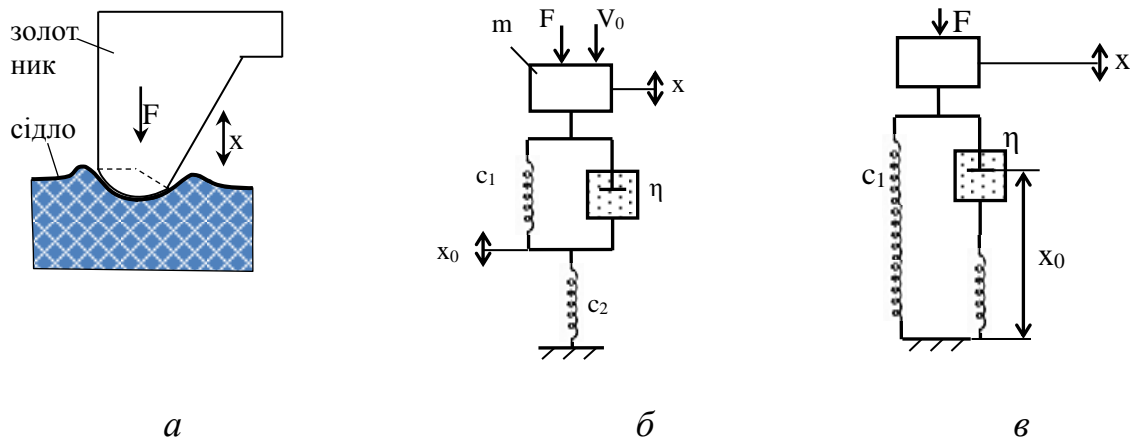 золот
ник
F
сідло
x
F
V₀
m
x
c₁
η
x₀
c₂
F
x
η
c₁
x₀
а
б
в